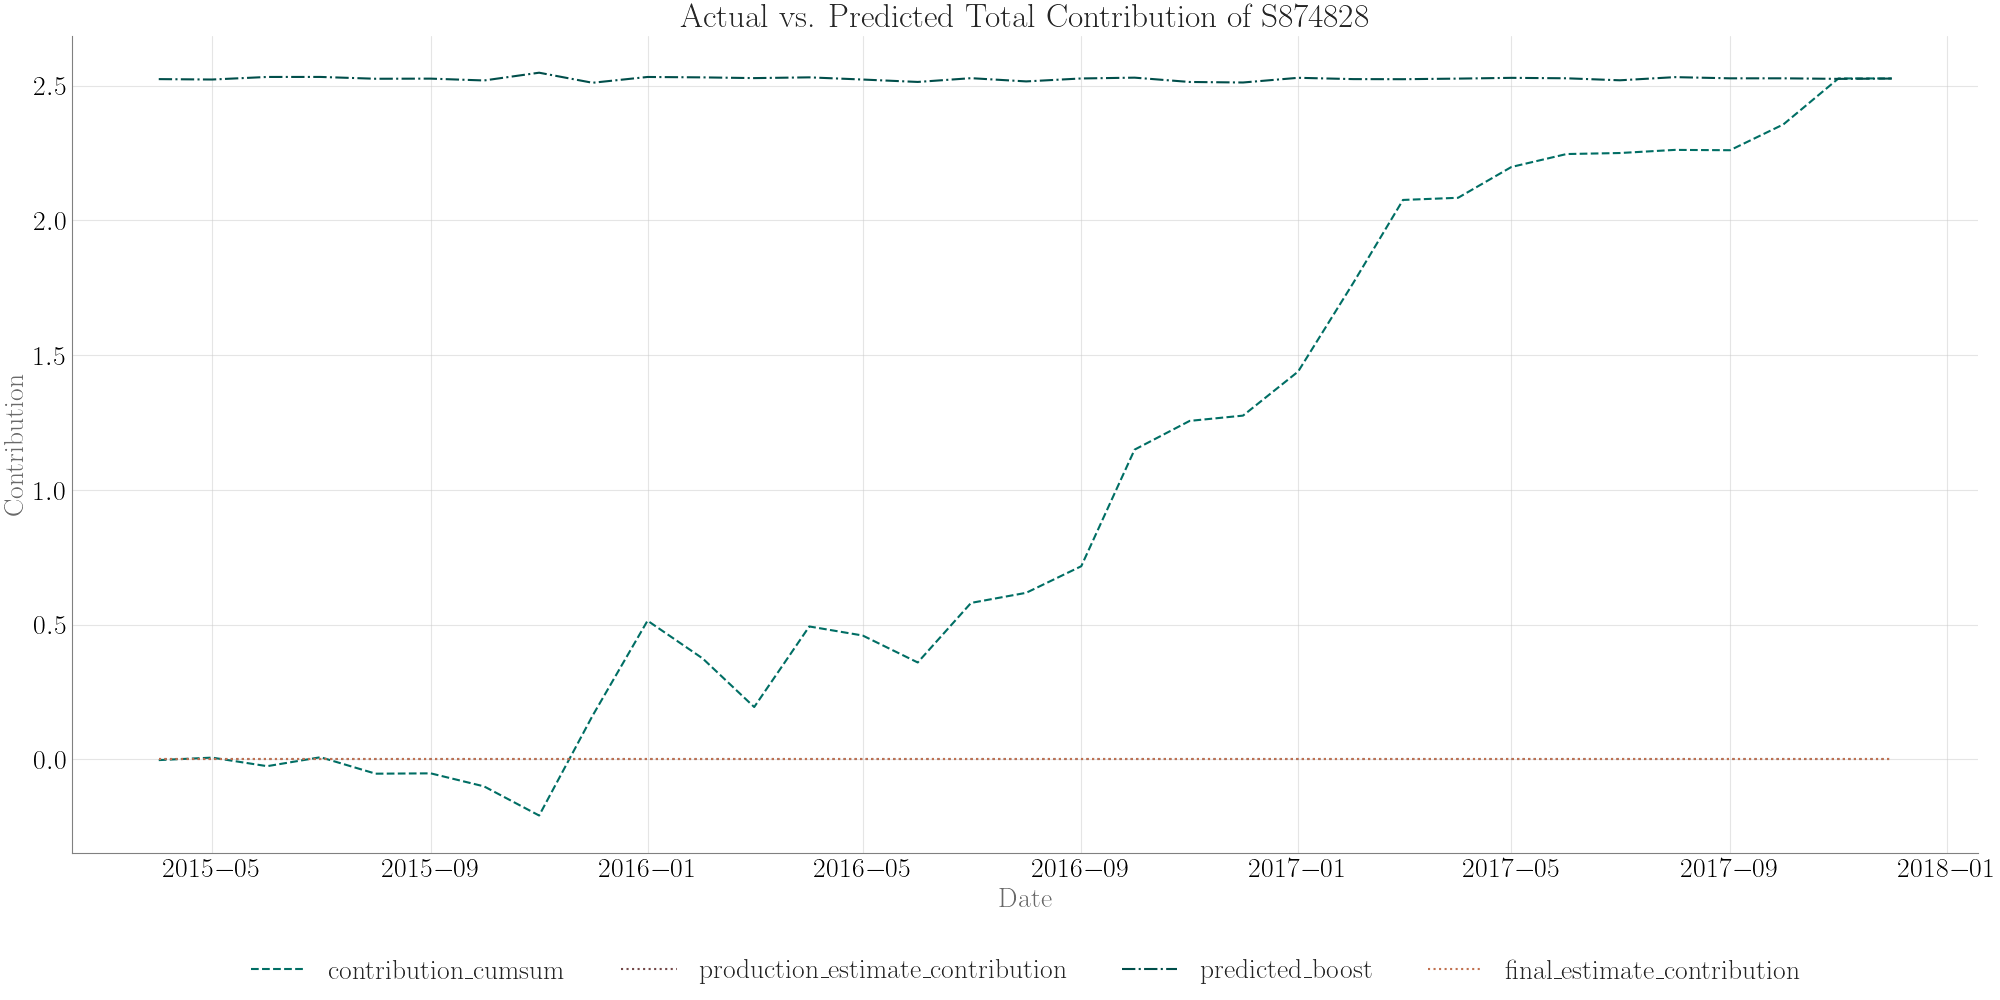 Actual vs. Predicted Total Contribution of S874828
Contribution
2.5
2.0
1.5
1.0
0.5
0.0
2015−05 2015−09 2016−01 2016−05 2016−09 2017−01 2017−05 2017−09 2018−01
Date
contribution_cumsum production_estimate_contribution predicted_boost final_estimate_contribution